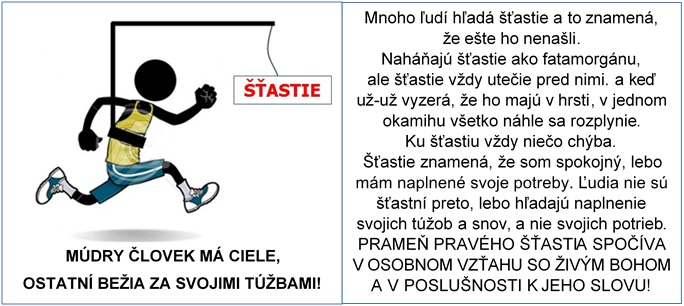 ŠŤASTIE
MÚDRY ČLOVEK MÁ CIELE,
OSTATNÍ BEŽIA ZA SVOJIMI TÚŽBAMI!
Mnoho ľudí hľadá šťastie a to znamená,
že ešte ho nenašli.
Naháňajú šťastie ako fatamorgánu,
ale šťastie vždy utečie pred nimi. a keď
už-už vyzerá, že ho majú v hrsti, v jednom
okamihu všetko náhle sa rozplynie.
Ku šťastiu vždy niečo chýba.
Šťastie znamená, že som spokojný, lebo
mám naplnené svoje potreby. Ľudia nie sú
šťastní preto, lebo hľadajú naplnenie
svojich túžob a snov, a nie svojich potrieb.
PRAMEŇ PRAVÉHO ŠŤASTIA SPOČÍVA
V OSOBNOM VZŤAHU SO ŽIVÝM BOHOM
A V POSLUŠNOSTI K JEHO SLOVU!